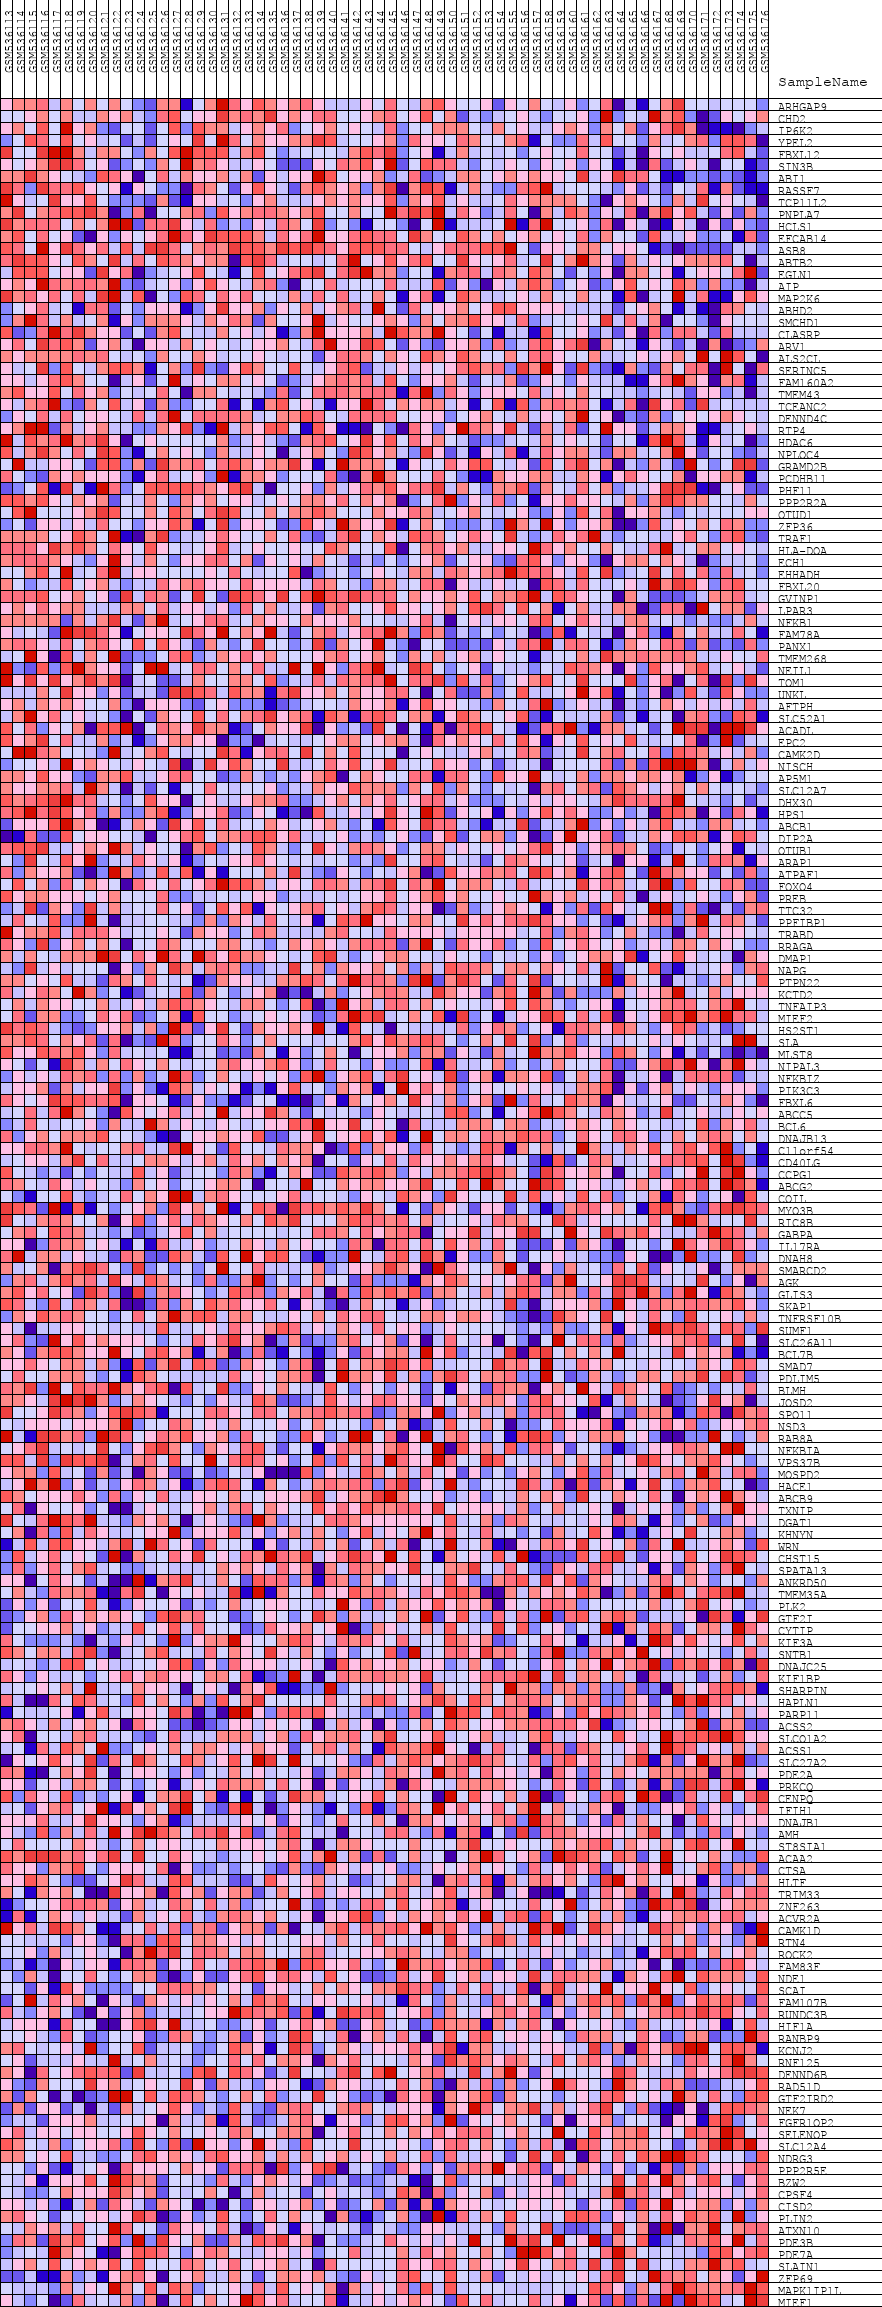 GSM536113 GSM536114 GSM536115 GSM536116 GSM536117 GSM536118 GSM536119 GSM536120 GSM536121 GSM536122 GSM536123 GSM536124 GSM536125 GSM536126 GSM536127 GSM536128 GSM536129 GSM536130 GSM536131 GSM536132 GSM536133 GSM536134 GSM536135 GSM536136 GSM536137 GSM536138 GSM536139 GSM536140 GSM536141 GSM536142 GSM536143 GSM536144 GSM536145 GSM536146 GSM536147 GSM536148 GSM536149 GSM536150 GSM536151 GSM536152 GSM536153 GSM536154 GSM536155 GSM536156 GSM536157 GSM536158 GSM536159 GSM536160 GSM536161 GSM536162 GSM536163 GSM536164 GSM536165 GSM536166 GSM536167 GSM536168 GSM536169 GSM536170 GSM536171 GSM536172 GSM536173 GSM536174 GSM536175 GSM536176
SampleName
ARHGAP9
CHD2
IP6K2
YPEL2
FBXL12
SIN3B
ABI1
RASSF7
TCP11L2
PNPLA7
HCLS1
EFCAB14
ASB8
ABTB2
EGLN1
AIP
MAP2K6
ABHD2
SMCHD1
CLASRP
ARV1
ALS2CL
SERINC5
FAM160A2
TMEM43
TCEANC2
DENND4C
RTP4
HDAC6
NPLOC4
GRAMD2B
PCDHB11
PHF11
PPP2R2A
OTUD1
ZFP36
TRAF1
HLA-DOA
ECH1
EHHADH
FBXL20
GVINP1
LPAR3
NFKB1
FAM78A
PANX1
TMEM268
NEIL1
TOM1
UNKL
AFTPH
SLC52A1
ACADL
EPC2
CAMK2D
NISCH
AP5M1
SLC12A7
DHX30
HPS1
ABCB1
DIP2A
OTUB1
ARAP1
ATPAF1
FOXO4
PREB
TTC32
PPFIBP1
TRABD
RRAGA
DMAP1
NAPG
PTPN22
KCTD2
TNFAIP3
MIEF2
HS2ST1
SLA
MLST8
NIPAL3
NFKBIZ
PIK3C3
FBXL6
ABCC5
BCL6
DNAJB13
C11orf54
CD40LG
CCPG1
ABCG2
COIL
MYO3B
RIC8B
GABPA
IL17RA
DNAH8
SMARCD2
AGK
GLIS3
SKAP1
TNFRSF10B
SUMF1
SLC26A11
BCL7B
SMAD7
PDLIM5
BLMH
JOSD2
SPO11
NSD3
RAB8A
NFKBIA
VPS37B
MOSPD2
HACE1
ABCB9
TXNIP
DGAT1
KHNYN
WRN
CHST15
SPATA13
ANKRD50
TMEM35A
PLK2
GTF2I
CYTIP
KIF3A
SNTB1
DNAJC25
KIF1BP
SHARPIN
HAPLN1
PARP11
ACSS2
SLCO1A2
ACSS1
SLC27A2
PDE2A
PRKCQ
CENPQ
IFIH1
DNAJB1
AMH
ST8SIA1
ACAA2
CTSA
HLTF
TRIM33
ZNF263
ACVR2A
CAMK1D
RTN4
ROCK2
FAM83F
NDE1
SCAI
FAM107B
RUNDC3B
HIF1A
RANBP9
KCNJ2
RNF125
DENND6B
RAD51D
GTF2IRD2
NEK7
FGFR1OP2
SELENOP
SLC12A4
NDRG3
PPP2R5E
BZW2
CPSF4
CISD2
PLIN2
ATXN10
PDE3B
PDE7A
SLAIN1
ZFP69
MAPK1IP1L
MIEF1